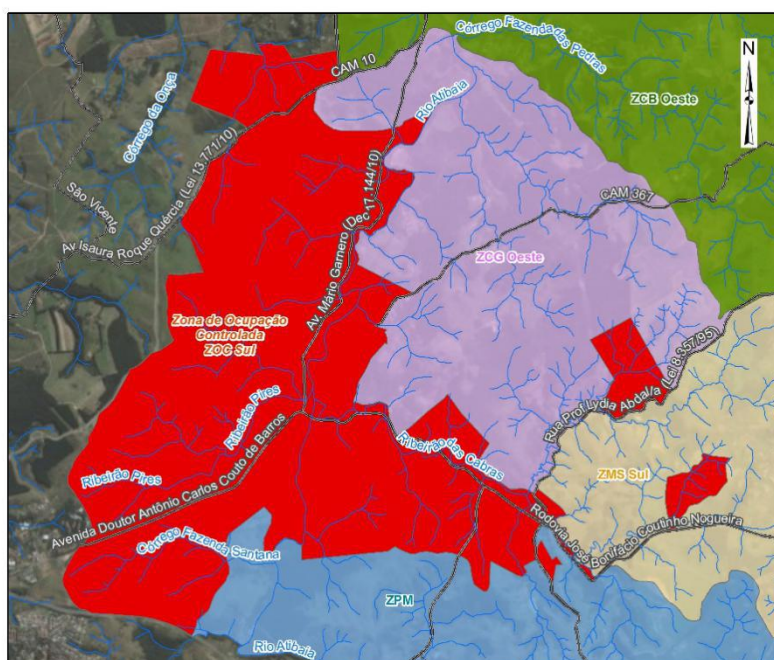 Córrego Fazenda das Pedras
N
CAM 10
ZCB Oeste
Rio Atibaia
Córrego da Onça
CAM 367
São Vicente
Av Isaura Roque Quércia (Lei 13.771/10)
Av. Mário Garnero (Dec 17.144/10)
ZCG Oeste
Zona de Ocupação
Controlada
ZOC Sul
Rua Prof Lydia Abdalla (Lei 8.357/95)
Ribeirão Pires
Ribeirão das Cabras
Ribeirão Pires
ZMS Sul
Avenida Doutor Antônio Carlos Couto de Barros
Rodovia José Bonifácio Coutinho Nogueira
Córrego Fazenda Santana
ZPM
Rio Atibaia